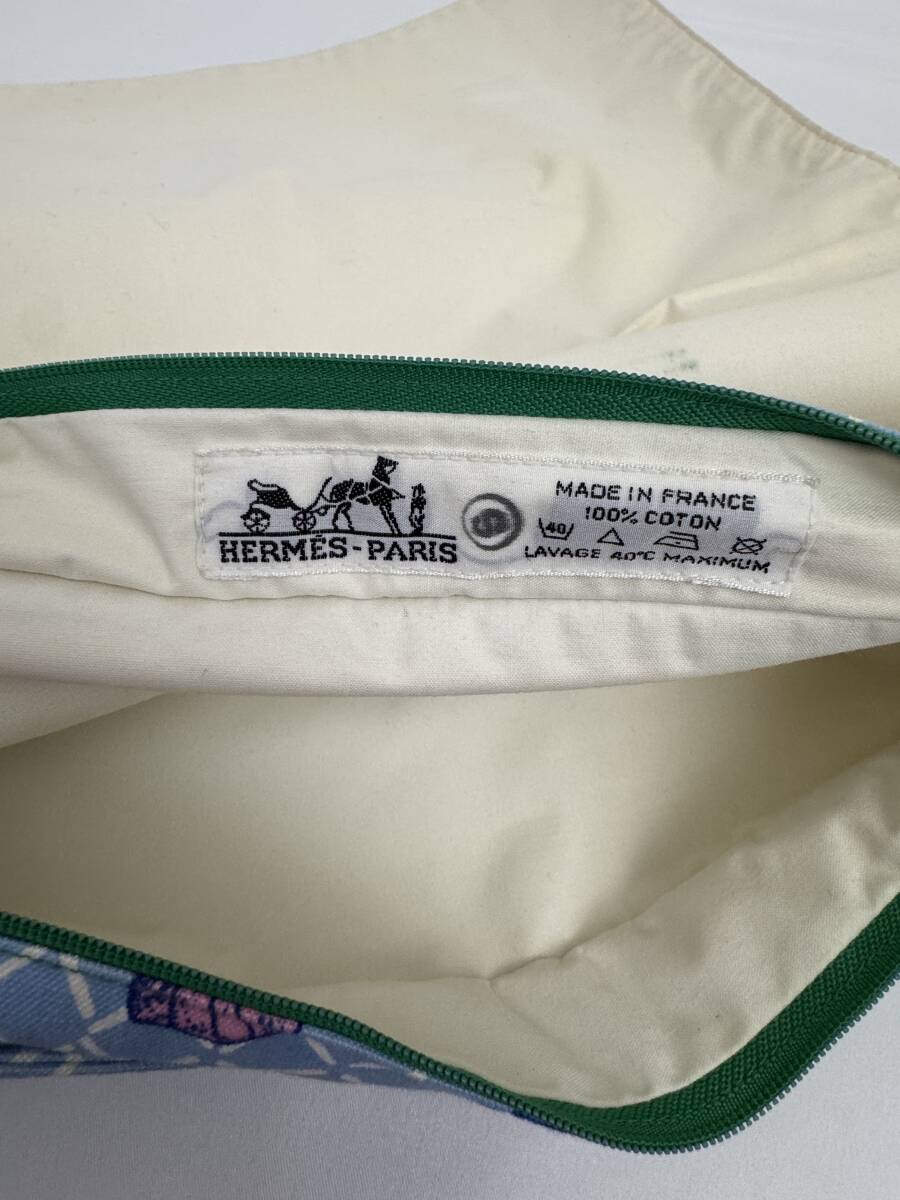 HERMÈS-PARIS
MADE IN FRANCE
100% COTON
40
LAVAGE 40°C MAXIMUM